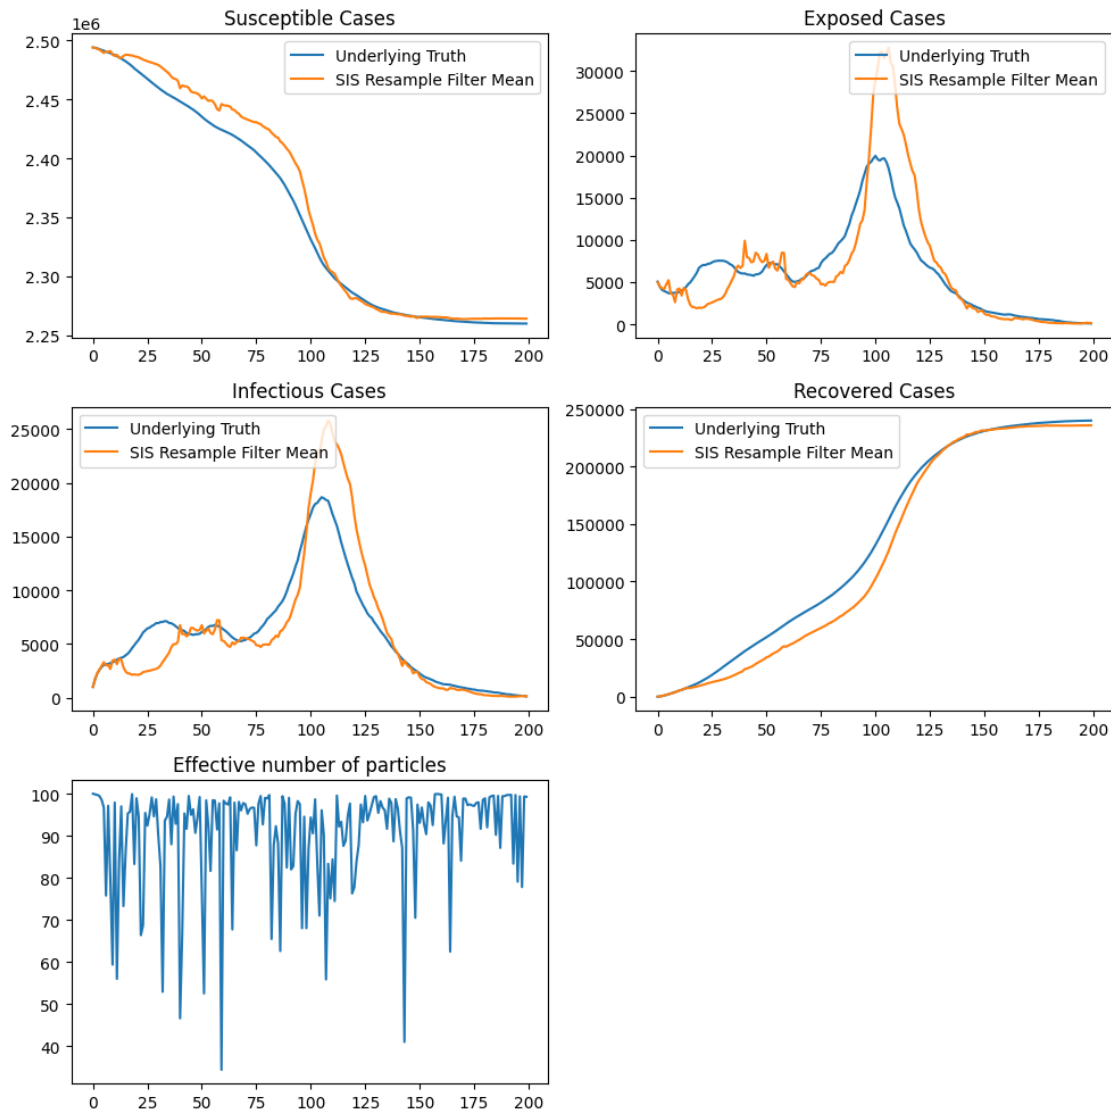 Susceptible Cases
1e6
Underlying Truth
SIS Resample Filter Mean
2.50
2.45
2.40
2.35
2.30
2.25
0 25 50 75 100 125 150 175 200
Exposed Cases
Underlying Truth
SIS Resample Filter Mean
30000
25000
20000
15000
10000
5000
0
0 25 50 75 100 125 150 175 200
Infectious Cases
Underlying Truth
SIS Resample Filter Mean
25000
20000
15000
10000
5000
0
0 25 50 75 100 125 150 175 200
Recovered Cases
Underlying Truth
SIS Resample Filter Mean
250000
200000
150000
100000
50000
0
0 25 50 75 100 125 150 175 200
Effective number of particles
100
90
80
70
60
50
40
0 25 50 75 100 125 150 175 200